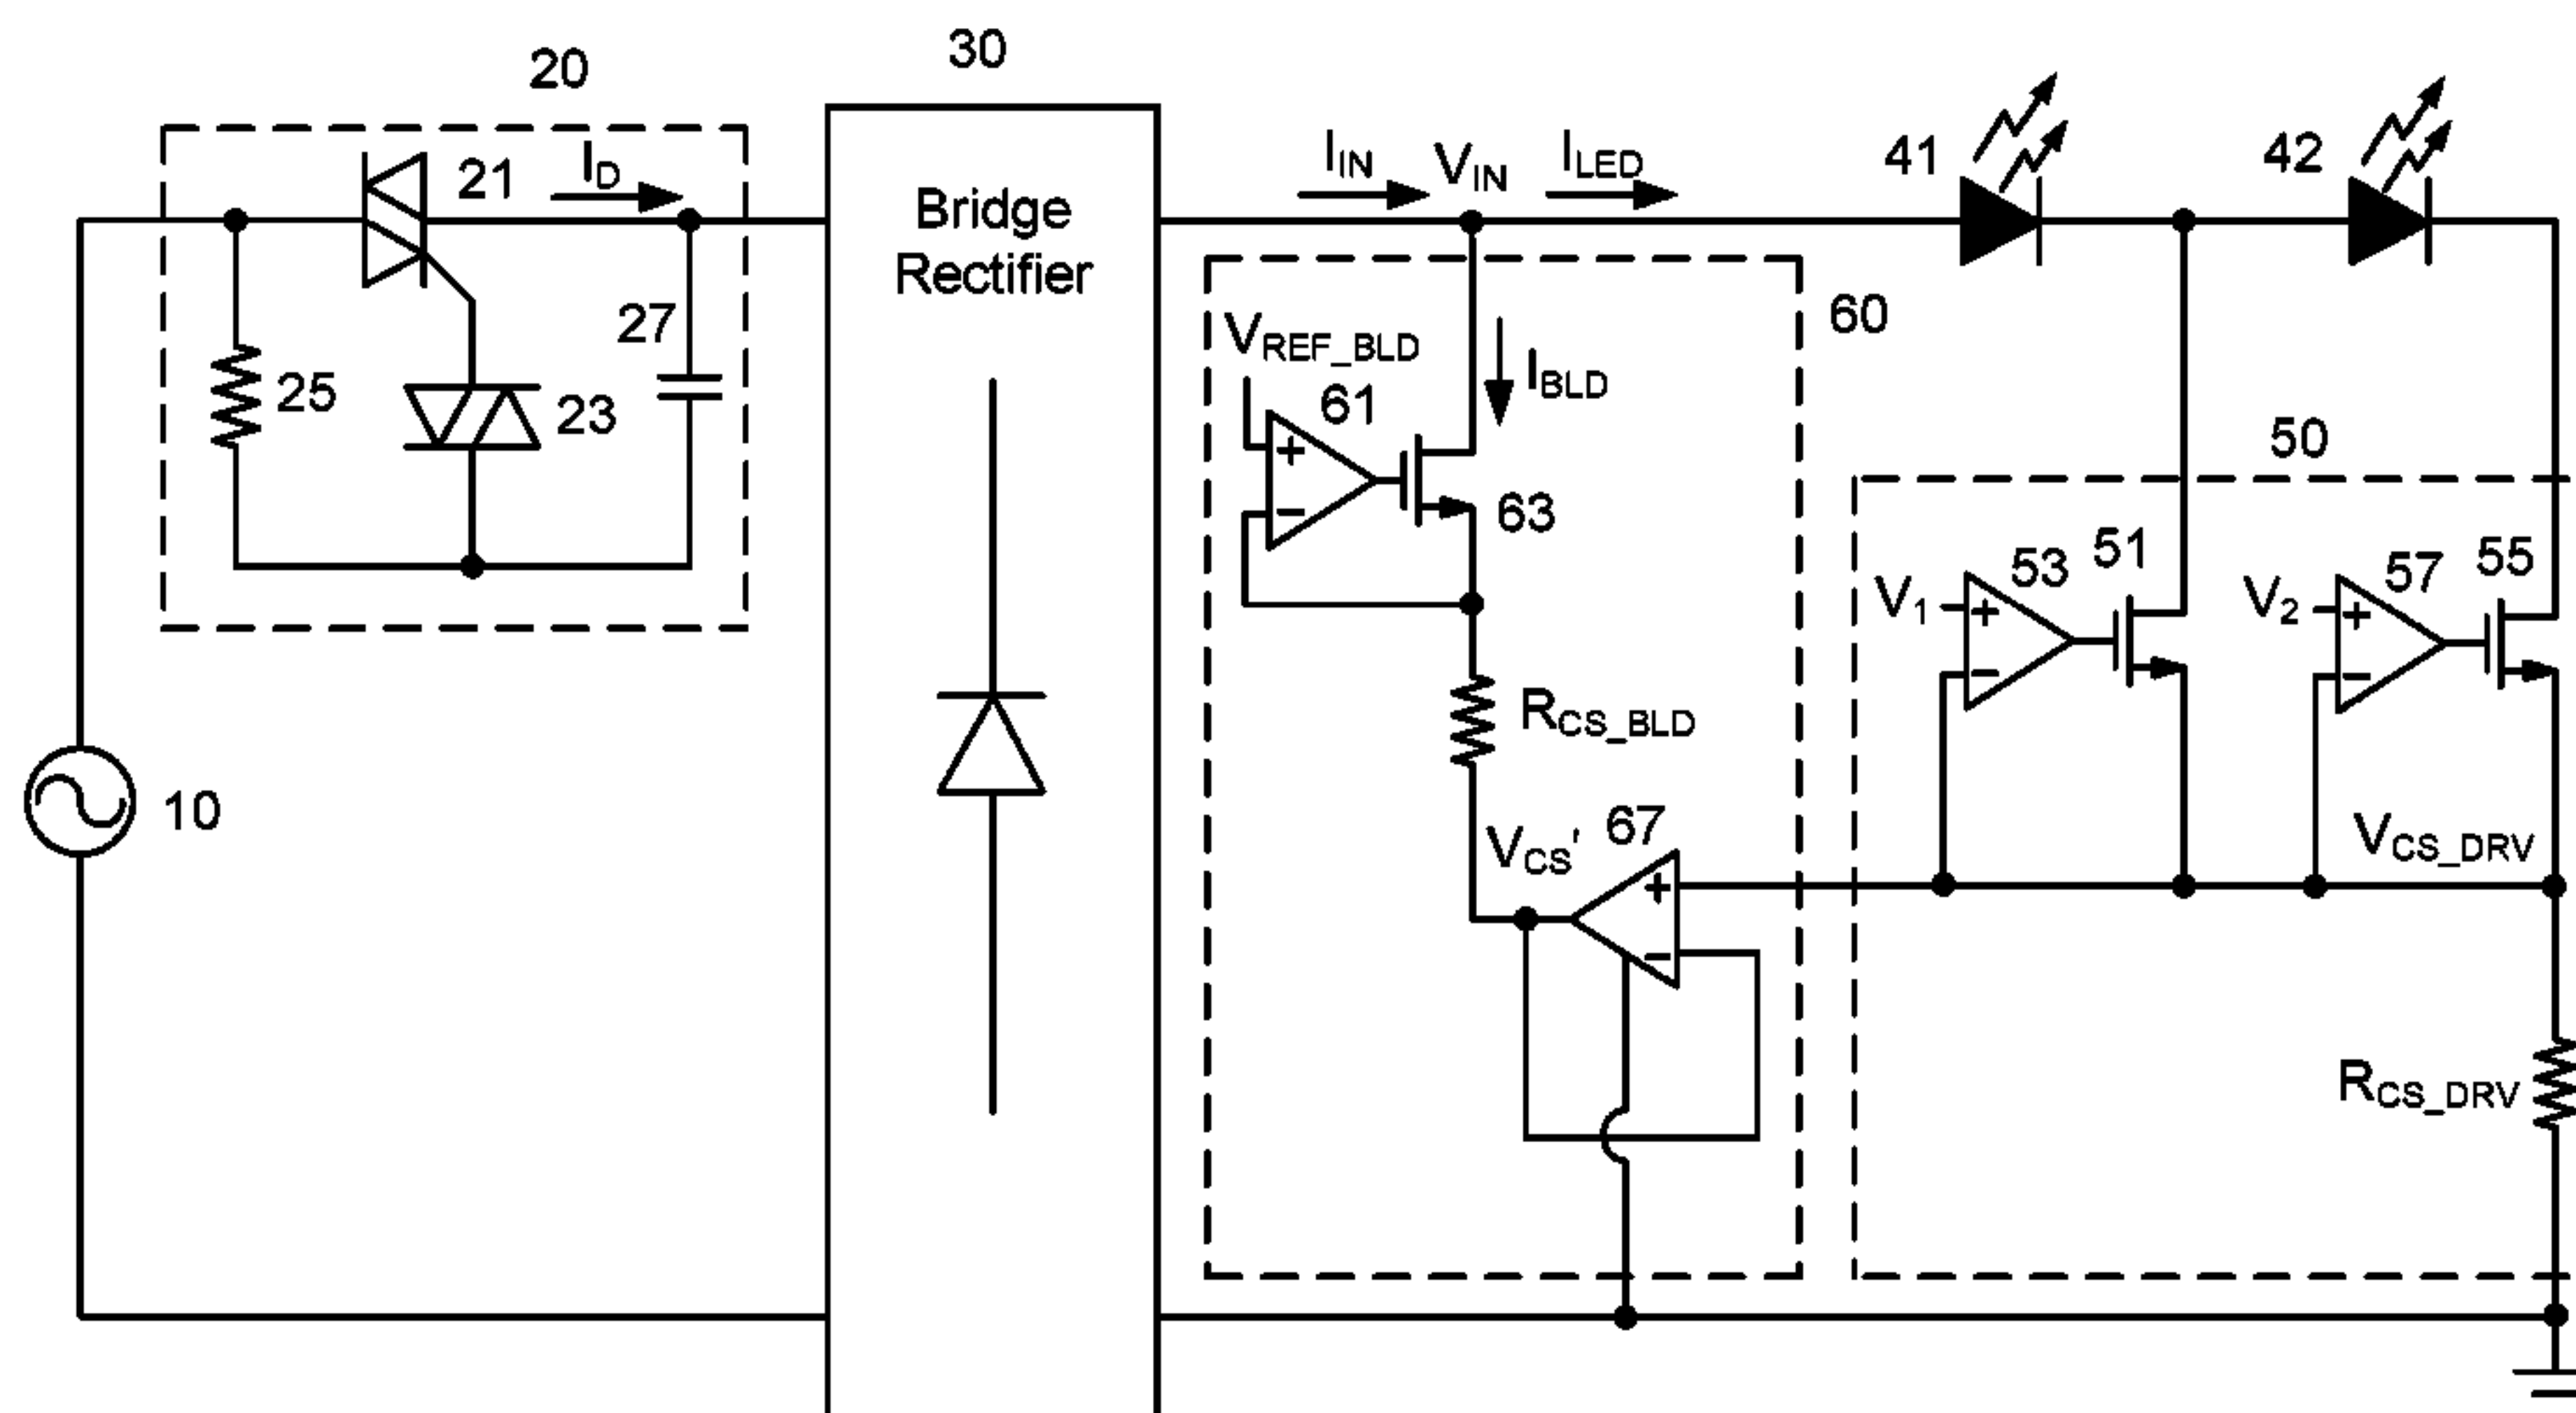 30
20
21
I_D
I_IN
V_IN
I_LED
41
42
Bridge
Rectifier
27
60
V_REF_BLD
25
23
61
I_BLD
50
63
53
51
57
55
V_1
V_2
+
−
+
−
+
−
R_CS_BLD
10
V_CS'
67
V_CS_DRV
+
−
R_CS_DRV